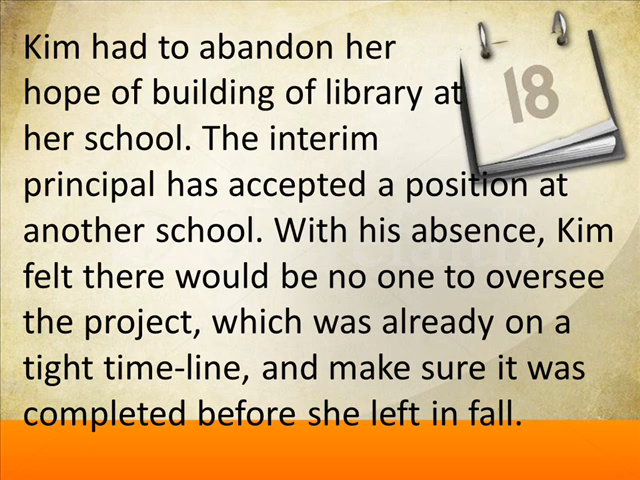 Kim had to abandon her
hope of building of library at
her school. The interim
principal has accepted a position at
another school. With his absence, Kim
felt there would be no one to oversee
the project, which was already on a
tight time-line, and make sure it was
completed before she left in fall.
18